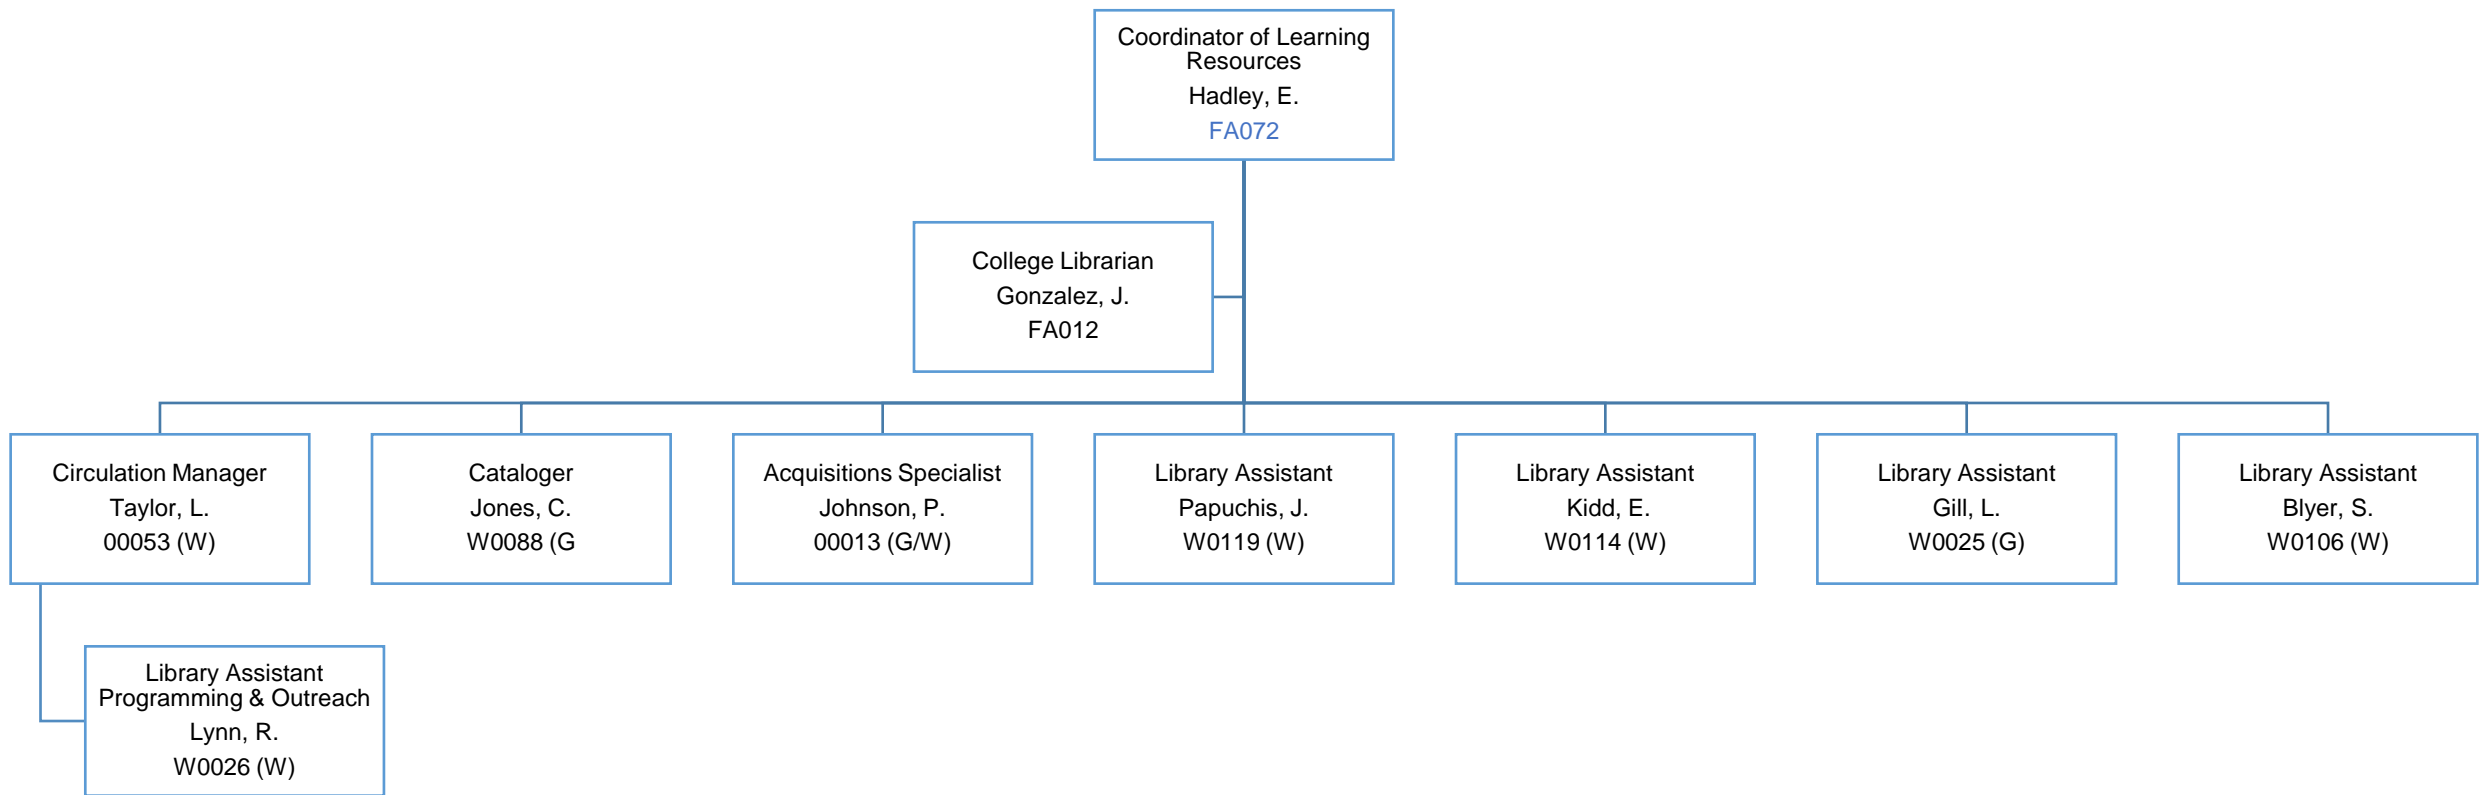 Coordinator of Learning
Resources
Hadley, E.
FA072
College Librarian
Gonzalez, J.
FA012
Circulation Manager
Taylor, L.
00053 (W)
Cataloger
Jones, C.
W0088 (G
Acquisitions Specialist
Johnson, P.
00013 (G/W)
Library Assistant
Papuchis, J.
W0119 (W)
Library Assistant
Kidd, E.
W0114 (W)
Library Assistant
Gill, L.
W0025 (G)
Library Assistant
Blyer, S.
W0106 (W)
Library Assistant
Programming & Outreach
Lynn, R.
W0026 (W)